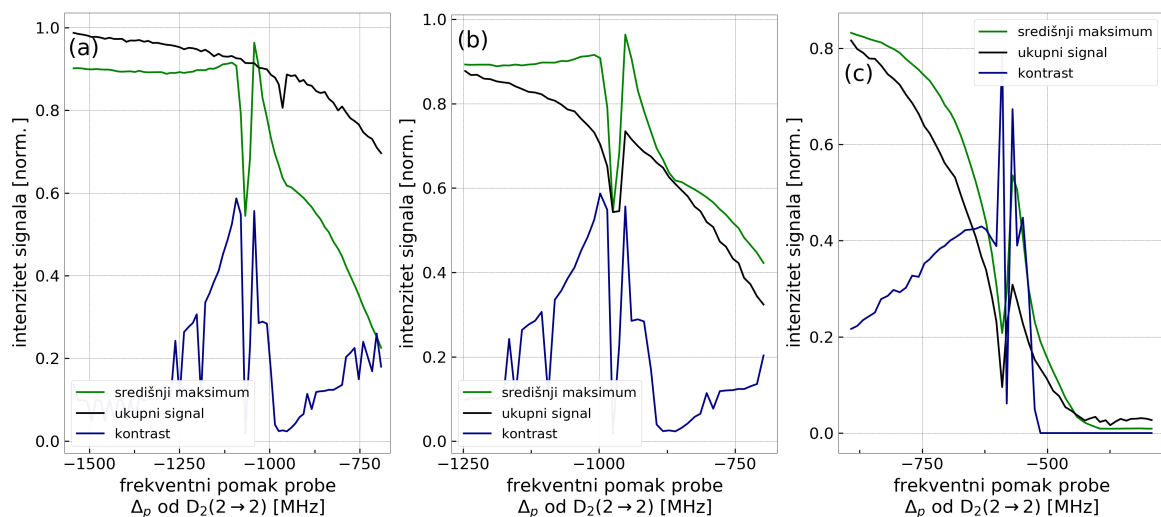 (a)
1.0
0.8
0.6
0.4
0.2
0.0
intenzitet signala [norm.]
središnji maksimum
ukupni signal
kontrast
−1500
−1250
−1000
−750
frekventni pomak probe
Δp od D2(2→2) [MHz]
(b)
1.0
0.8
0.6
0.4
0.2
0.0
intenzitet signala [norm.]
središnji maksimum
ukupni signal
kontrast
−1250
−1000
−750
frekventni pomak probe
Δp od D2(2→2) [MHz]
(c)
središnji maksimum
ukupni signal
kontrast
0.8
0.6
0.4
0.2
0.0
intenzitet signala [norm.]
−750
−500
frekventni pomak probe
Δp od D2(2→2) [MHz]